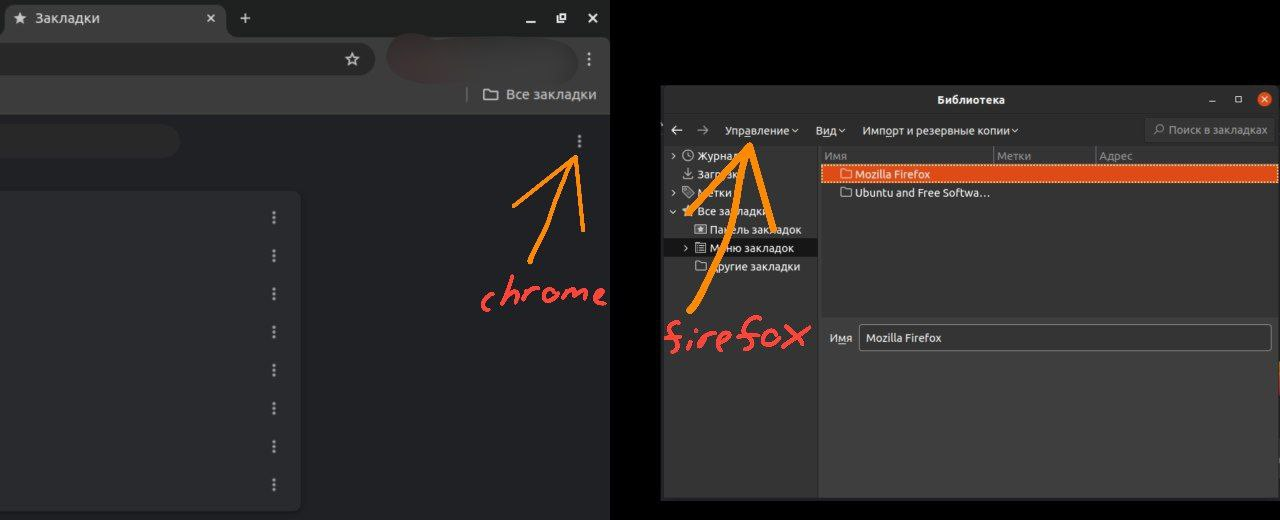 Закладки
Все закладки
chrome
Библиотека
Управление Вид Импорт и резервные копии Поиск в закладках
Журнал Имя Метки Адрес
Загрузки Mozilla Firefox
Метки Ubuntu and Free Softwa…
Все закладки
Панель закладок
Меню закладок
Другие закладки
firefox
Имя Mozilla Firefox